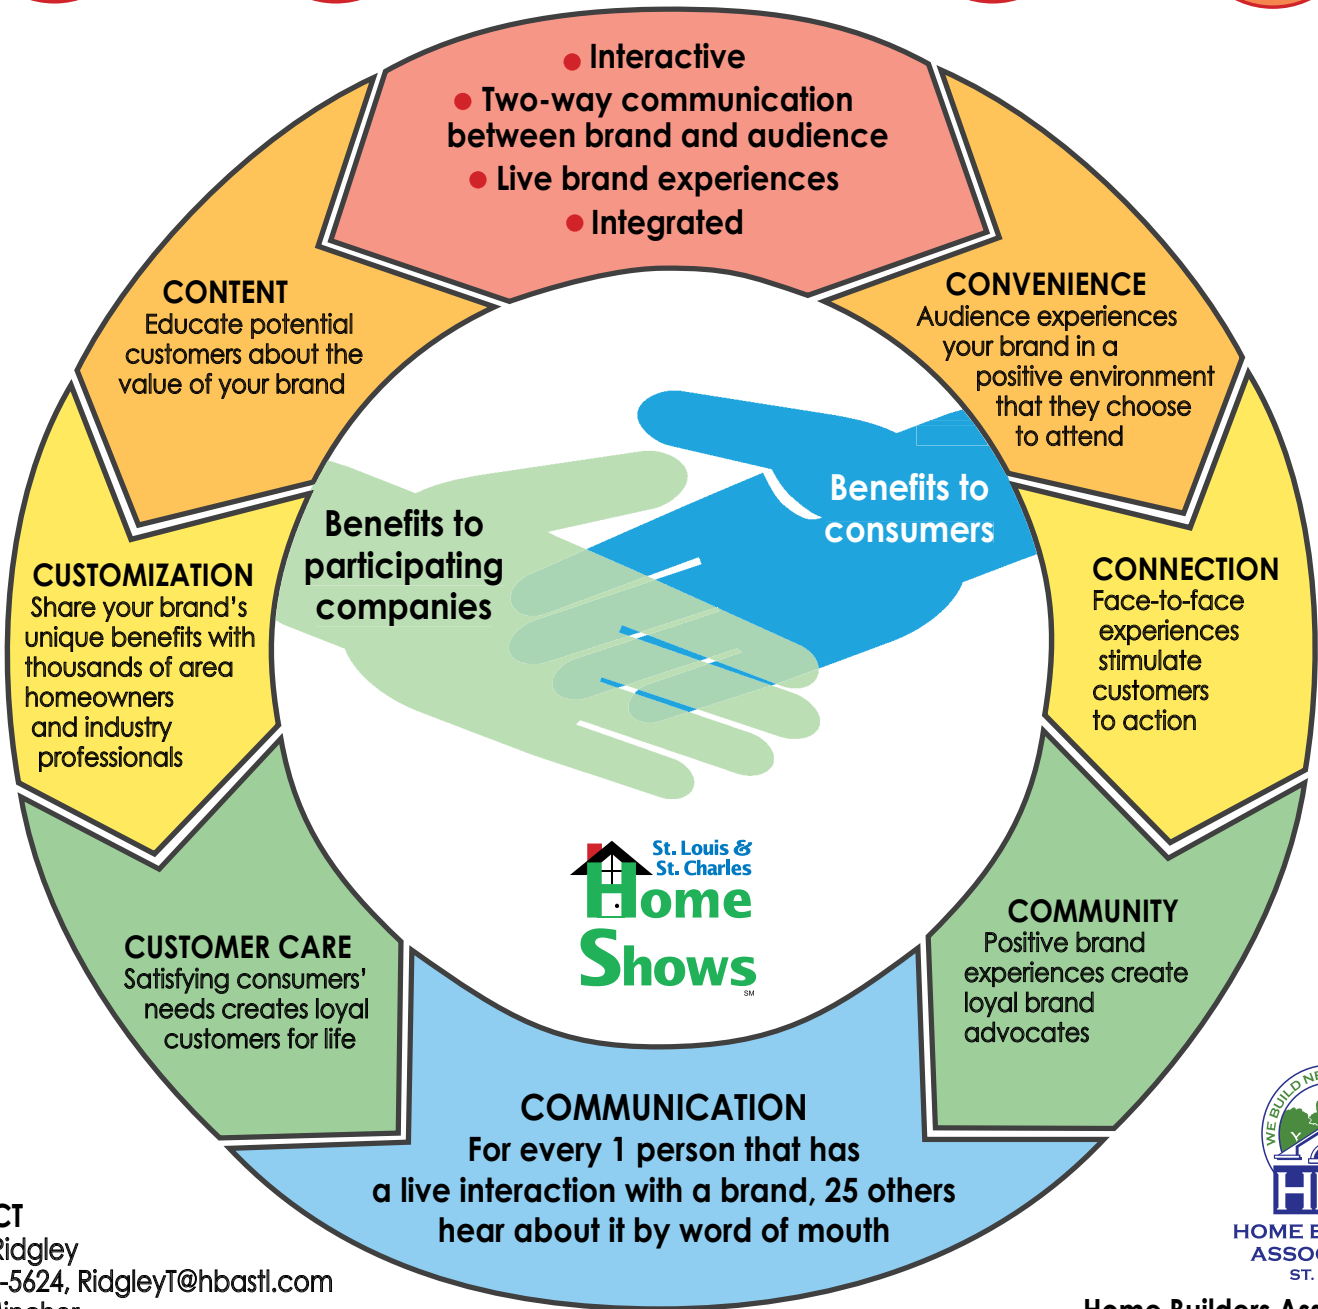 Interactive
Two-way communication
between brand and audience
Live brand experiences
Integrated
CONTENT
Educate potential
customers about the
value of your brand
CONVENIENCE
Audience experiences
your brand in a
positive environment
that they choose
to attend
Benefits to
participating
companies
Benefits to
consumers
CUSTOMIZATION
Share your brand's
unique benefits with
thousands of area
homeowners
and industry
professionals
CONNECTION
Face-to-face
experiences
stimulate
customers
to action
St. Louis &
St. Charles
Home
Shows
SM
CUSTOMER CARE
Satisfying consumers'
needs creates loyal
customers for life
COMMUNITY
Positive brand
experiences create
loyal brand
advocates
COMMUNICATION
For every 1 person that has
a live interaction with a brand, 25 others
hear about it by word of mouth
Ridgley
-5624, RidgleyT@hbastl.com
WE BUILD
HOME
ST.
Home Builders